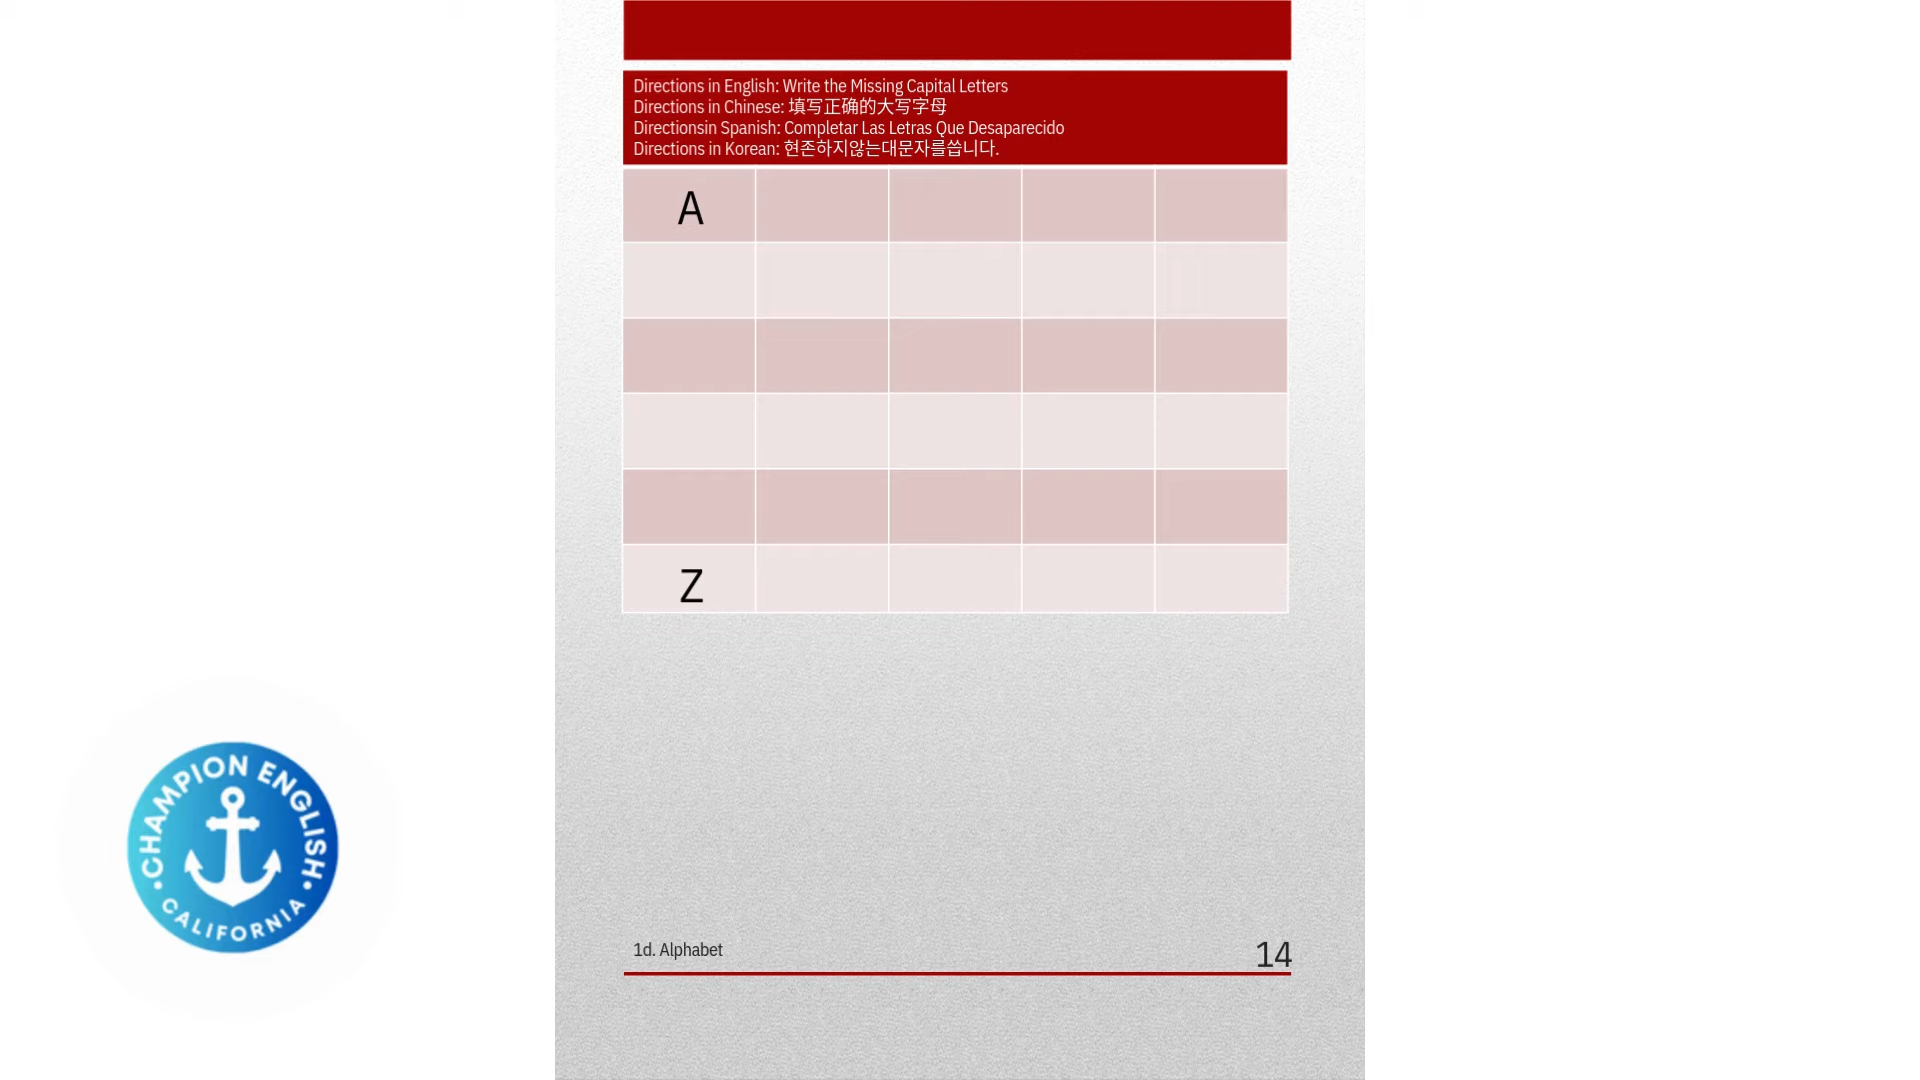 Directions in English: Write the Missing Capital Letters
Directions in Chinese: 填写正确的大写字母
Directionsin Spanish: Completar Las Letras Que Desaparecido
Directions in Korean: 현존하지않는대문자를씁니다.
A
Z
CHAMPION ENGLISH
CALIFORNIA
1d. Alphabet
14